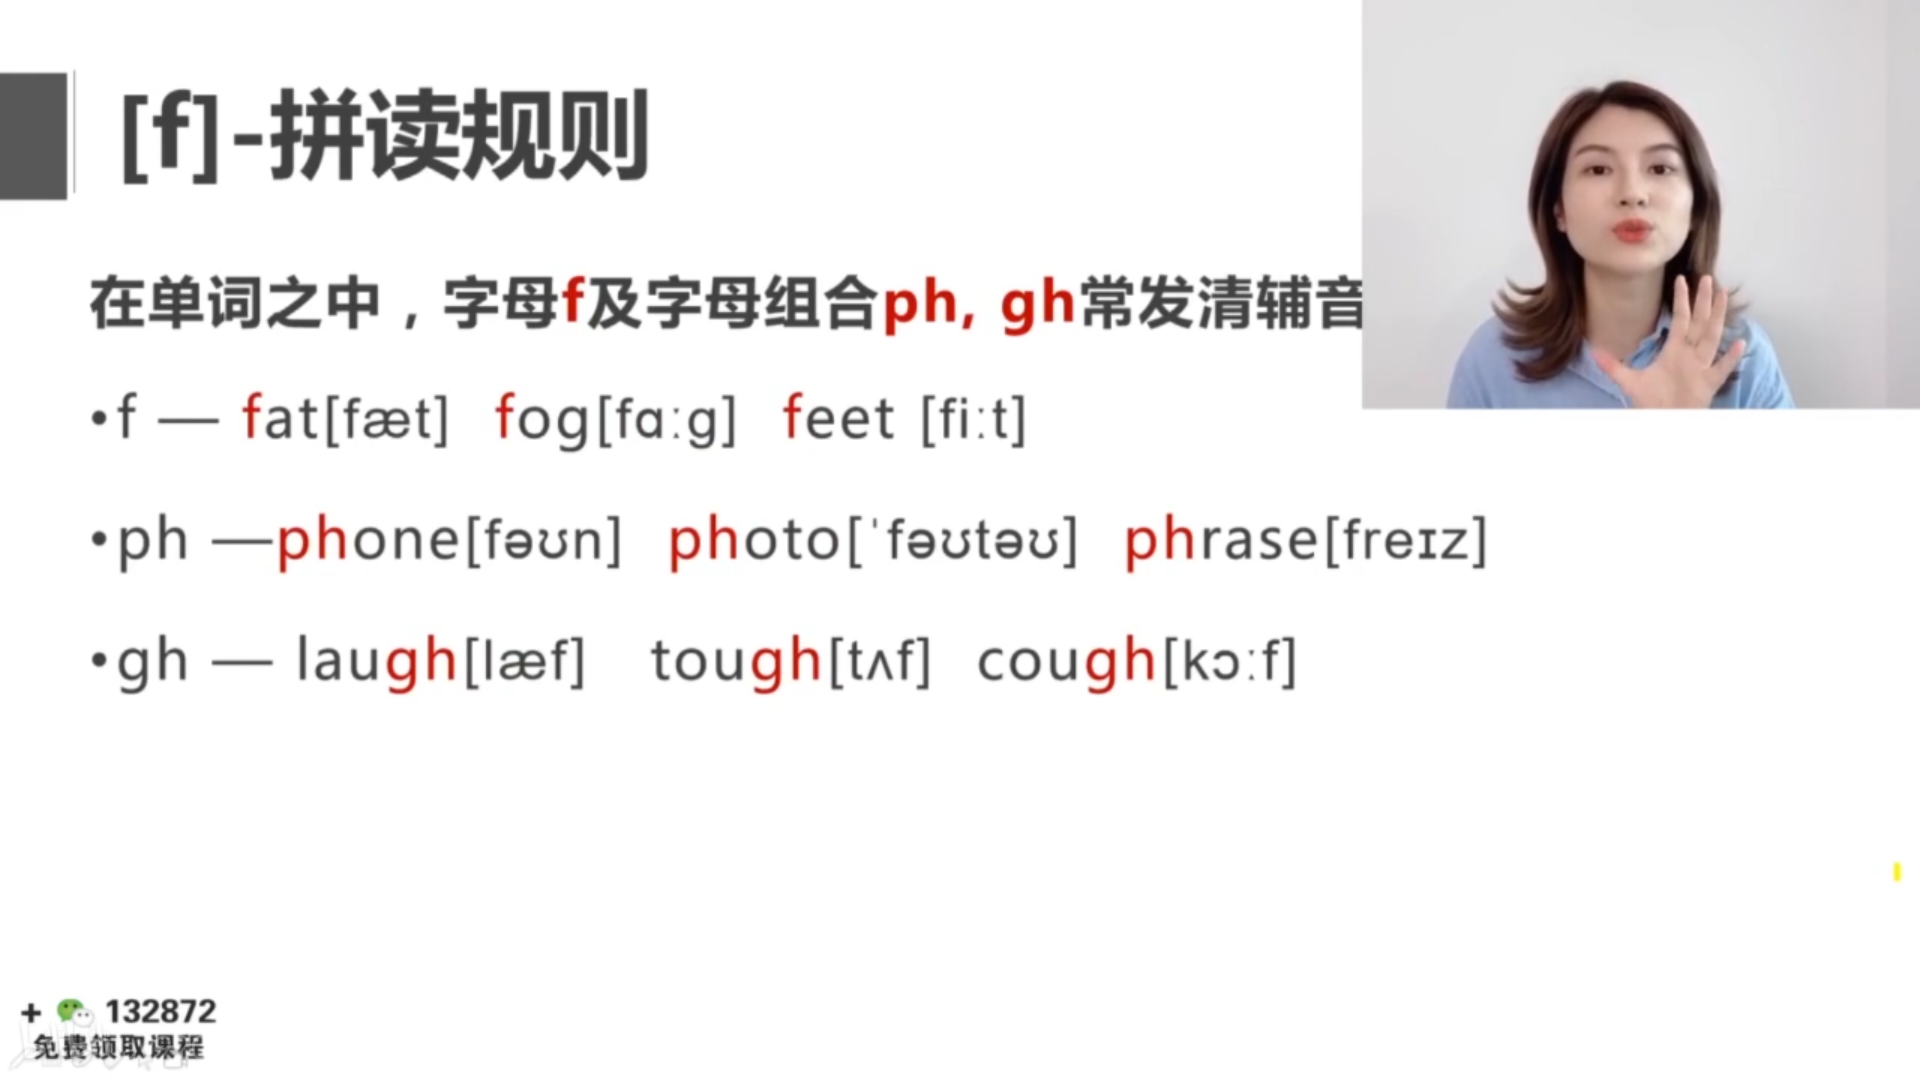 [f]-拼读规则
在单词之中，字母f及字母组合ph, gh常发清辅音
•f — fat[fæt] fog[fɑːg] feet [fiːt]
•ph —phone[fəʊn] photo[ˈfəʊtəʊ] phrase[freɪz]
•gh — laugh[læf] tough[tʌf] cough[kɔːf]
+ 132872
免费领取课程